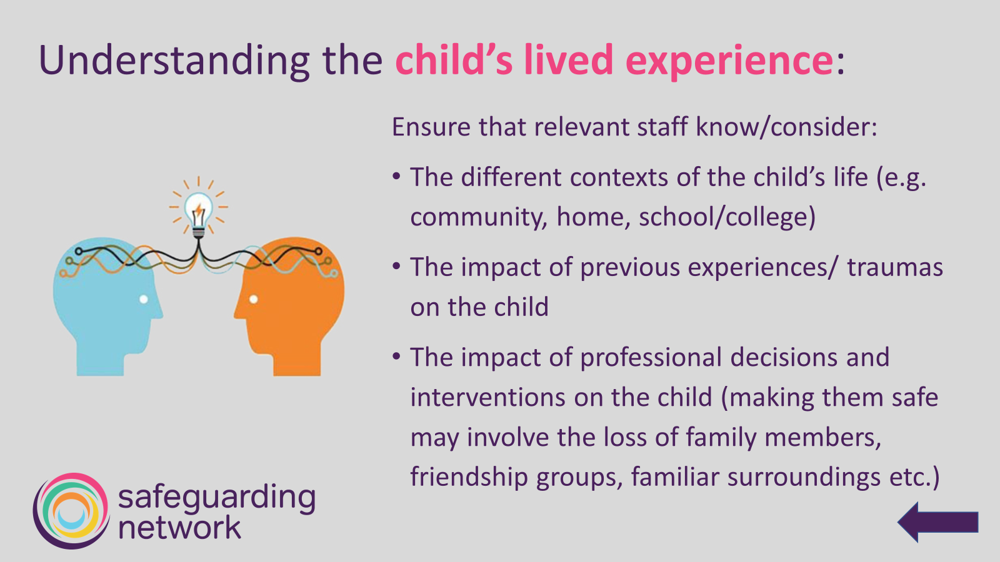 Understanding the child’s lived experience:
Ensure that relevant staff know/consider:
• The different contexts of the child’s life (e.g.
community, home, school/college)
• The impact of previous experiences/ traumas
on the child
• The impact of professional decisions and
interventions on the child (making them safe
may involve the loss of family members,
friendship groups, familiar surroundings etc.)
safeguarding
network